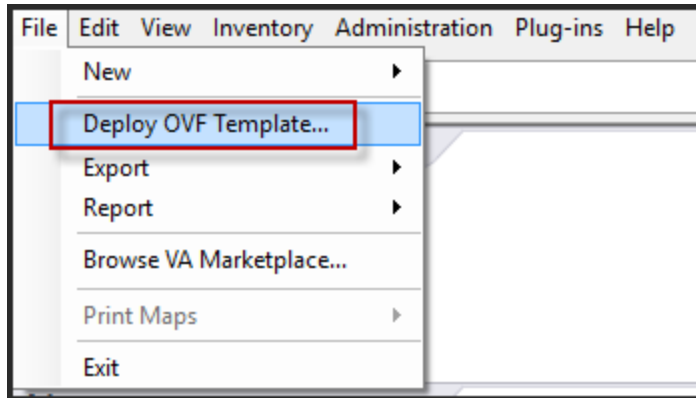 File Edit View Inventory Administration Plug-ins Help
New
Deploy OVF Template...
Export
Report
Browse VA Marketplace...
Print Maps
Exit